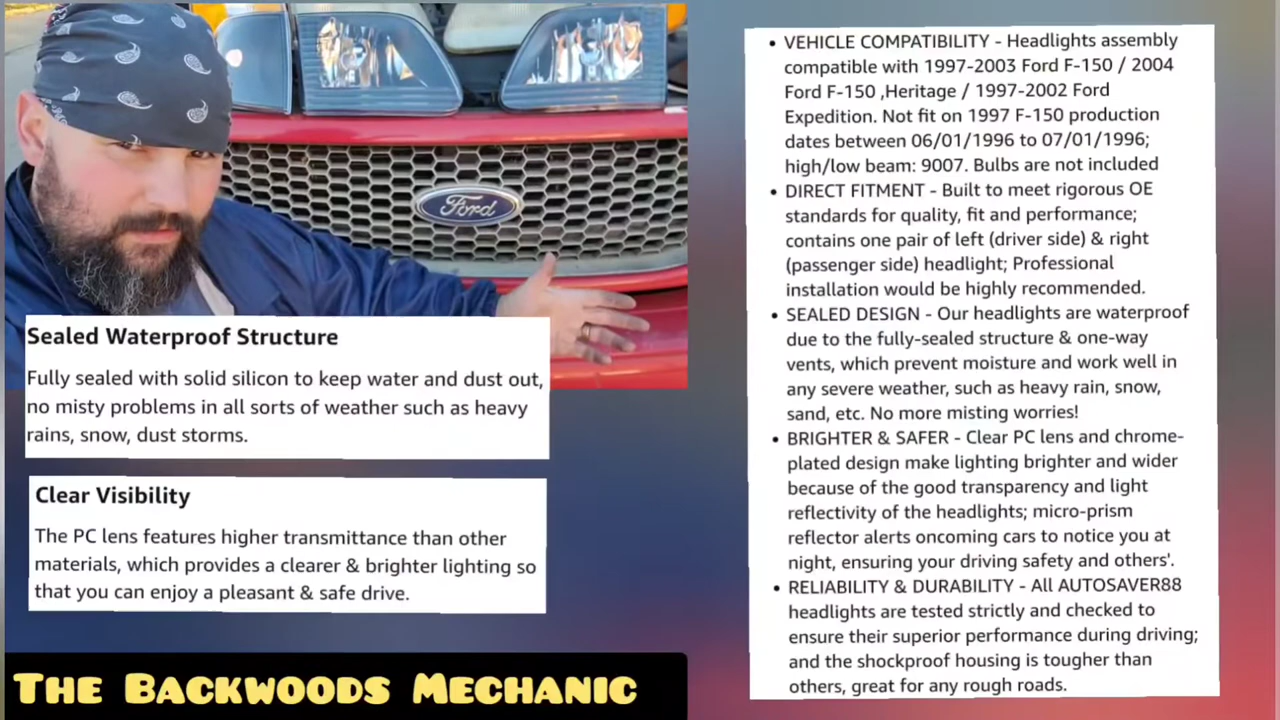 Ford
Sealed Waterproof Structure
Fully sealed with solid silicon to keep water and dust out,
no misty problems in all sorts of weather such as heavy
rains, snow, dust storms.
Clear Visibility
The PC lens features higher transmittance than other
materials, which provides a clearer & brighter lighting so
that you can enjoy a pleasant & safe drive.
The Backwoods Mechanic
• VEHICLE COMPATIBILITY - Headlights assembly
compatible with 1997-2003 Ford F-150 / 2004
Ford F-150 ,Heritage / 1997-2002 Ford
Expedition. Not fit on 1997 F-150 production
dates between 06/01/1996 to 07/01/1996;
high/low beam: 9007. Bulbs are not included
• DIRECT FITMENT - Built to meet rigorous OE
standards for quality, fit and performance;
contains one pair of left (driver side) & right
(passenger side) headlight; Professional
installation would be highly recommended.
• SEALED DESIGN - Our headlights are waterproof
due to the fully-sealed structure & one-way
vents, which prevent moisture and work well in
any severe weather, such as heavy rain, snow,
sand, etc. No more misting worries!
• BRIGHTER & SAFER - Clear PC lens and chrome-
plated design make lighting brighter and wider
because of the good transparency and light
reflectivity of the headlights; micro-prism
reflector alerts oncoming cars to notice you at
night, ensuring your driving safety and others'.
• RELIABILITY & DURABILITY - All AUTOSAVER88
headlights are tested strictly and checked to
ensure their superior performance during driving;
and the shockproof housing is tougher than
others, great for any rough roads.